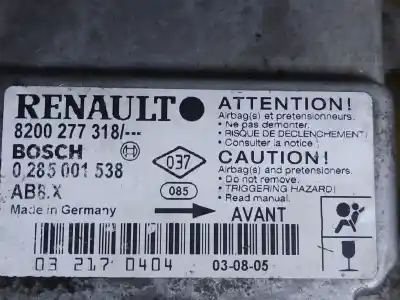 RENAULT
8200 277 318/---
BOSCH
0 285 001 538
AB8.X
Made in Germany
037
085
ATTENTION!
Airbag(s) et pretensionneurs.
• Ne pas demonter.
• RISQUE DE DECLENCHEMENT!
• Consulter la notice
CAUTION!
Airbag(s) and pretensioners.
• Do not remove.
• TRIGGERING HAZARD!
• Read manual.
AVANT
03 217 0404
03-08-05